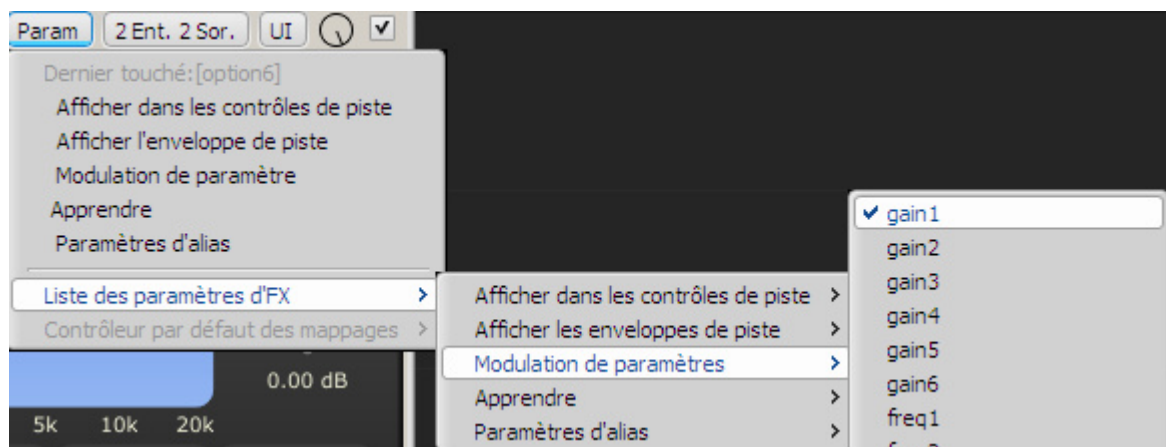 Param 2 Ent. 2 Sor. UI
Dernier touché:[option6]
Afficher dans les contrôles de piste
Afficher l'enveloppe de piste
Modulation de paramètre
Apprendre
Paramètres d'alias
Liste des paramètres d'FX >
Contrôleur par défaut des mappages >
0.00 dB
5k 10k 20k
Afficher dans les contrôles de piste >
Afficher les enveloppes de piste >
Modulation de paramètres >
Apprendre >
Paramètres d'alias >
gain1
gain2
gain3
gain4
gain5
gain6
freq1